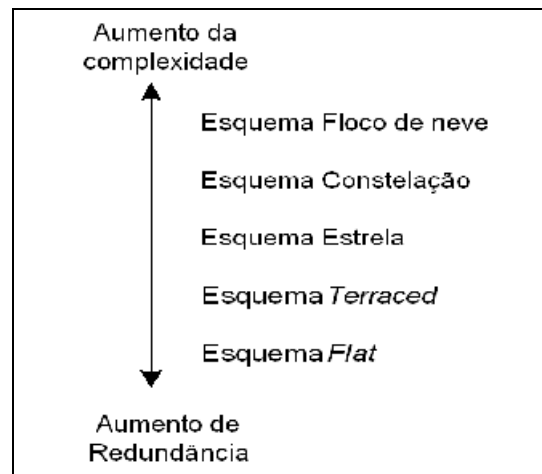 Aumento da
complexidade
Esquema Floco de neve
Esquema Constelação
Esquema Estrela
Esquema Terraced
Esquema Flat
Aumento de
Redundância